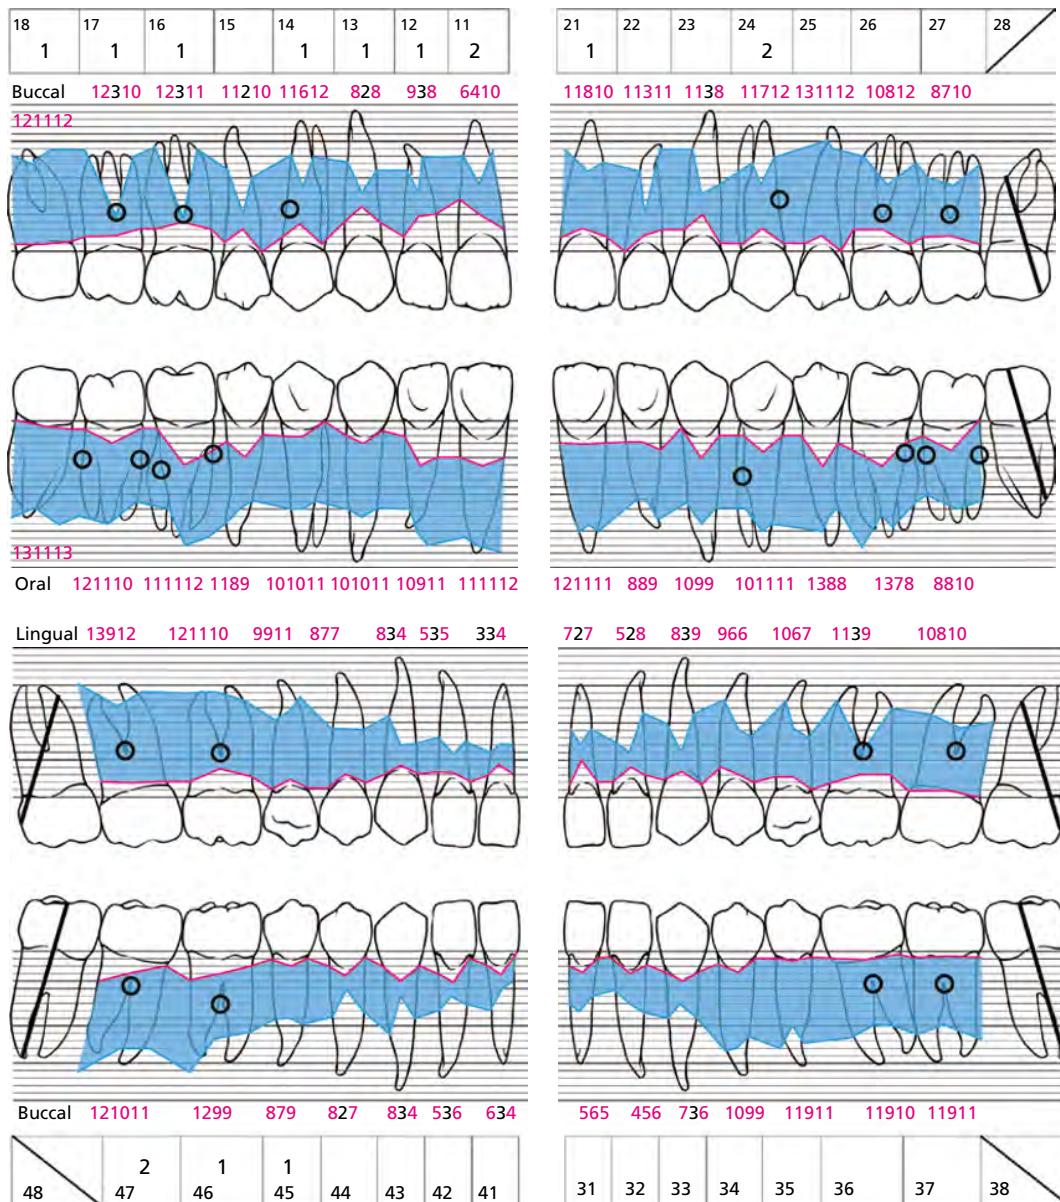 18 17 16 15 14 13 12 11 21 22 23 24 25 26 27 28
1 1 1 1 1 1 2 1 2
Buccal 12310 12311 11210 11612 828 938 6410 11810 11311 1138 11712 131112 10812 8710
121112
131113
Oral 121110 111112 1189 101011 101011 10911 111112 121111 889 1099 101111 1388 1378 8810
Lingual 13912 121110 9911 877 834 535 334 727 528 839 966 1067 1139 10810
Buccal 121011 1299 879 827 834 536 634 565 456 736 1099 11911 11910 11911
2 1 1
48 47 46 45 44 43 42 41 31 32 33 34 35 36 37 38